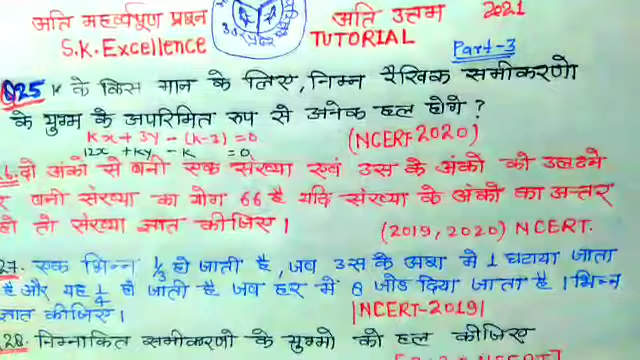 अति महत्वपूर्ण प्रश्न
अति उत्तम
2021
S.K. Excellence
TUTORIAL
Part-3
Q25 K के किस मान के लिए, निम्न रैखिक समीकरणो
के युग्म के अपरिमित रुप से अनेक हल होगे ?
Kx + 3y - (K-3) = 0
(NCERT-2020)
12x + Ky - K = 0
6. दो अंको से बनी एक संख्या एवं उस के अंको को उलटने
बनी संख्या का योग 66 है यदि संख्या के अंको का अन्तर
हो तो संख्या ज्ञात कीजिए ।
(2019, 2020) NCERT.
27. एक भिन्न 1/3 हो जाती है, जब उस के अंश मे 1 घटाया जाता
है और यह 1/4 हो जाती है जब हर में 8 जोड दिया जाता है । भिन्न
ज्ञात कीजिए ।
|NCERT-2019|
28. निम्नांकित समीकरणो के युग्मो को हल कीजिए